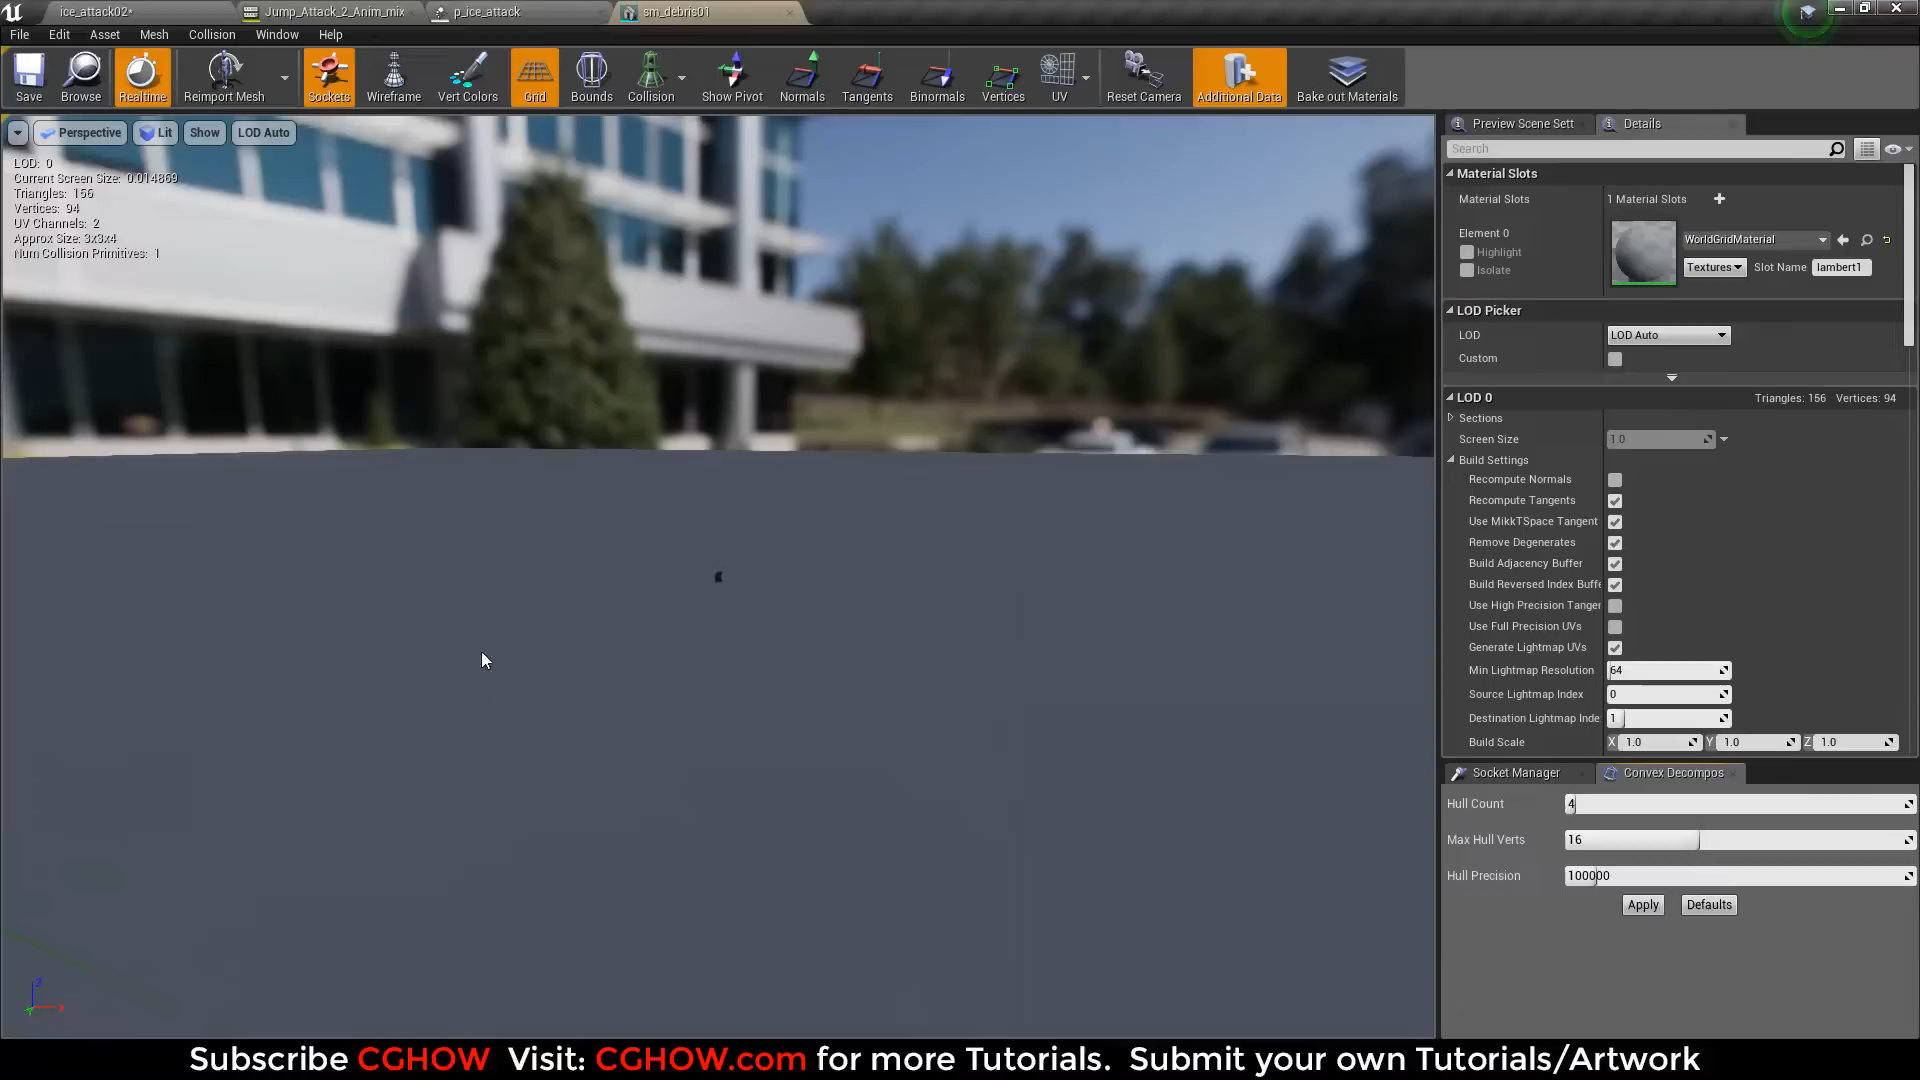 ice_attack02*
Jump_Attack_2_Anim_mix
p_ice_attack
sm_debris01
File Edit Asset Mesh Collision Window Help
Save Browse Realtime Reimport Mesh Sockets Wireframe Vert Colors Grid Bounds Collision Show Pivot Normals Tangents Binormals Vertices UV Reset Camera Additional Data Bake out Materials
Perspective Lit Show LOD Auto
LOD: 0
Current Screen Size: 0.014869
Triangles: 156
Vertices: 94
UV Channels: 2
Approx Size: 3x3x4
Num Collision Primitives: 1
Z
X
Preview Scene Sett Details
Search
Material Slots
Material Slots 1 Material Slots
Element 0
Highlight
Isolate
WorldGridMaterial
Textures Slot Name lambert1
LOD Picker
LOD LOD Auto
Custom
LOD 0 Triangles: 156 Vertices: 94
Sections
Screen Size 1.0
Build Settings
Recompute Normals
Recompute Tangents
Use MikkTSpace Tangent
Remove Degenerates
Build Adjacency Buffer
Build Reversed Index Buffe
Use High Precision Tanger
Use Full Precision UVs
Generate Lightmap UVs
Min Lightmap Resolution 64
Source Lightmap Index 0
Destination Lightmap Inde 1
Build Scale X 1.0 Y 1.0 Z 1.0
Socket Manager Convex Decompos
Hull Count 4
Max Hull Verts 16
Hull Precision 100000
Apply Defaults
Subscribe CGHOW Visit: CGHOW.com for more Tutorials. Submit your own Tutorials/Artwork